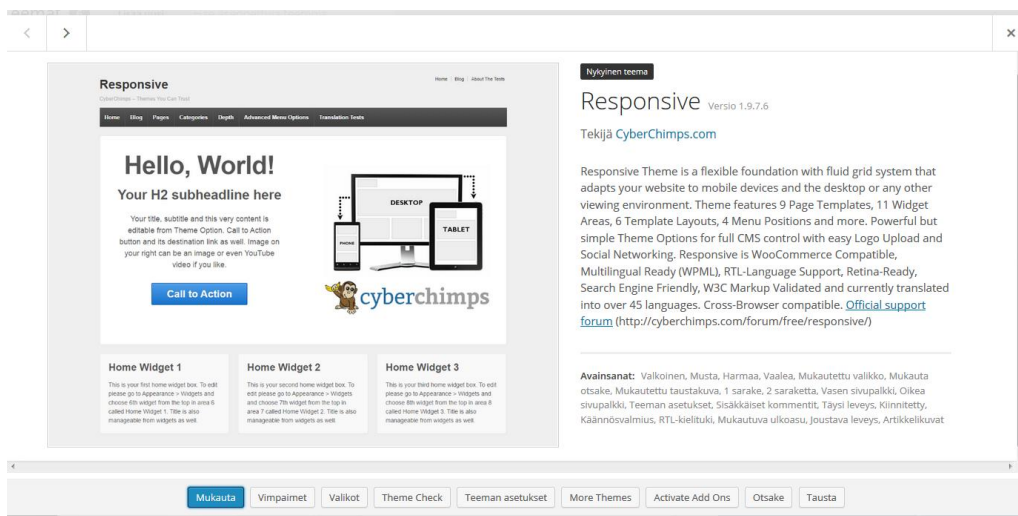 Responsive
CyberChimps - Themes You Can Trust
Home Blog About The Tests
Home Blog Pages Categories Depth Advanced Menu Options Translation Tests
Hello, World!
Your H2 subheadline here
Your title, subtitle and this very content is
editable from Theme Option. Call to Action
button and its destination link as well. Image on
your right can be an image or even YouTube
video if you like.
Call to Action
DESKTOP
TABLET
PHONE
cyberchimps
Home Widget 1
This is your first home widget box. To edit
please go to Appearance > Widgets and
choose 6th widget from the top in area 6
called Home Widget 1. Title is also
manageable from widgets as well.
Home Widget 2
This is your second home widget box. To
edit please go to Appearance > Widgets
and choose 7th widget from the top in
area 7 called Home Widget 2. Title is also
manageable from widgets as well.
Home Widget 3
This is your third home widget box. To edit
please go to Appearance > Widgets and
choose 8th widget from the top in area 8
called Home Widget 3. Title is also
manageable from widgets as well.
Nykyinen teema
Responsive Versio 1.9.7.6
Tekijä CyberChimps.com
Responsive Theme is a flexible foundation with fluid grid system that
adapts your website to mobile devices and the desktop or any other
viewing environment. Theme features 9 Page Templates, 11 Widget
Areas, 6 Template Layouts, 4 Menu Positions and more. Powerful but
simple Theme Options for full CMS control with easy Logo Upload and
Social Networking. Responsive is WooCommerce Compatible,
Multilingual Ready (WPML), RTL-Language Support, Retina-Ready,
Search Engine Friendly, W3C Markup Validated and currently translated
into over 45 languages. Cross-Browser compatible. Official support
forum (http://cyberchimps.com/forum/free/responsive/)
Avainsanat: Valkoinen, Musta, Harmaa, Vaalea, Mukautettu valikko, Mukauta
otsake, Mukautettu taustakuva, 1 sarake, 2 saraketta, Vasen sivupalkki, Oikea
sivupalkki, Teeman asetukset, Sisäkkäiset kommentit, Täysi leveys, Kiinnitetty,
Käännösvalmius, RTL-kielituki, Mukautuva ulkoasu, Joustava leveys, Artikkelikuvat
Mukauta Vimpaimet Valikot Theme Check Teeman asetukset More Themes Activate Add Ons Otsake Tausta